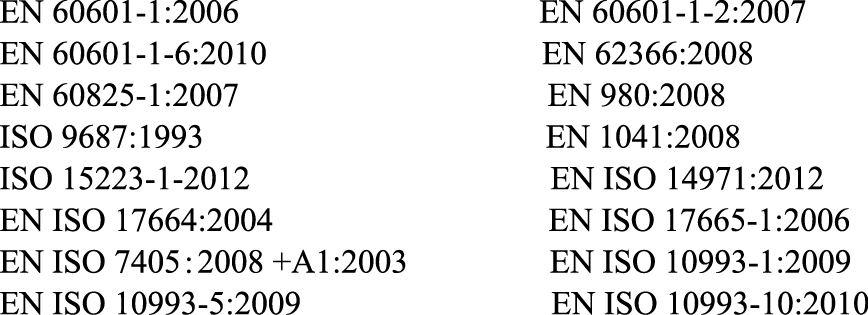 EN 60601-1:2006 EN 60601-1-2:2007
EN 60601-1-6:2010 EN 62366:2008
EN 60825-1:2007 EN 980:2008
ISO 9687:1993 EN 1041:2008
ISO 15223-1-2012 EN ISO 14971:2012
EN ISO 17664:2004 EN ISO 17665-1:2006
EN ISO 7405:2008 +A1:2003 EN ISO 10993-1:2009
EN ISO 10993-5:2009 EN ISO 10993-10:2010